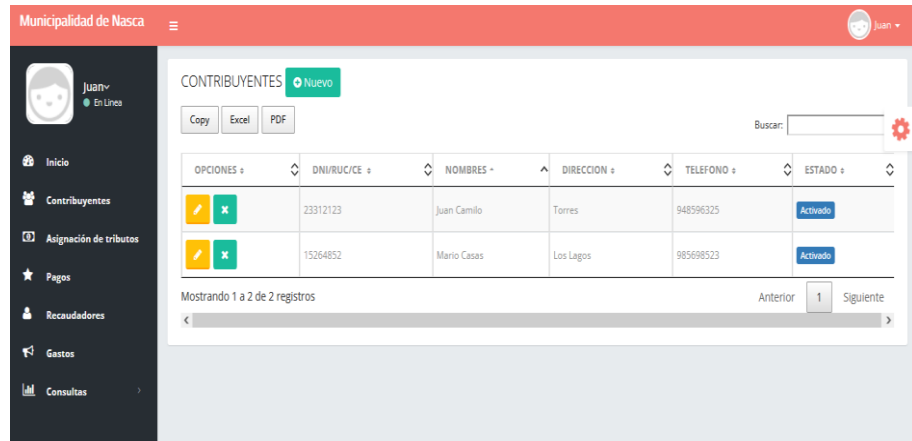 Municipalidad de Nasca
Juan
Juan
En Linea
Inicio
Contribuyentes
Asignación de tributos
Pagos
Recaudadores
Gastos
Consultas
CONTRIBUYENTES Nuevo
Copy Excel PDF
Buscar:
OPCIONES DNI/RUC/CE NOMBRES DIRECCION TELEFONO ESTADO
23312123 Juan Camilo Torres 948596325 Activado
15264852 Mario Casas Los Lagos 985698523 Activado
Mostrando 1 a 2 de 2 registros
Anterior 1 Siguiente